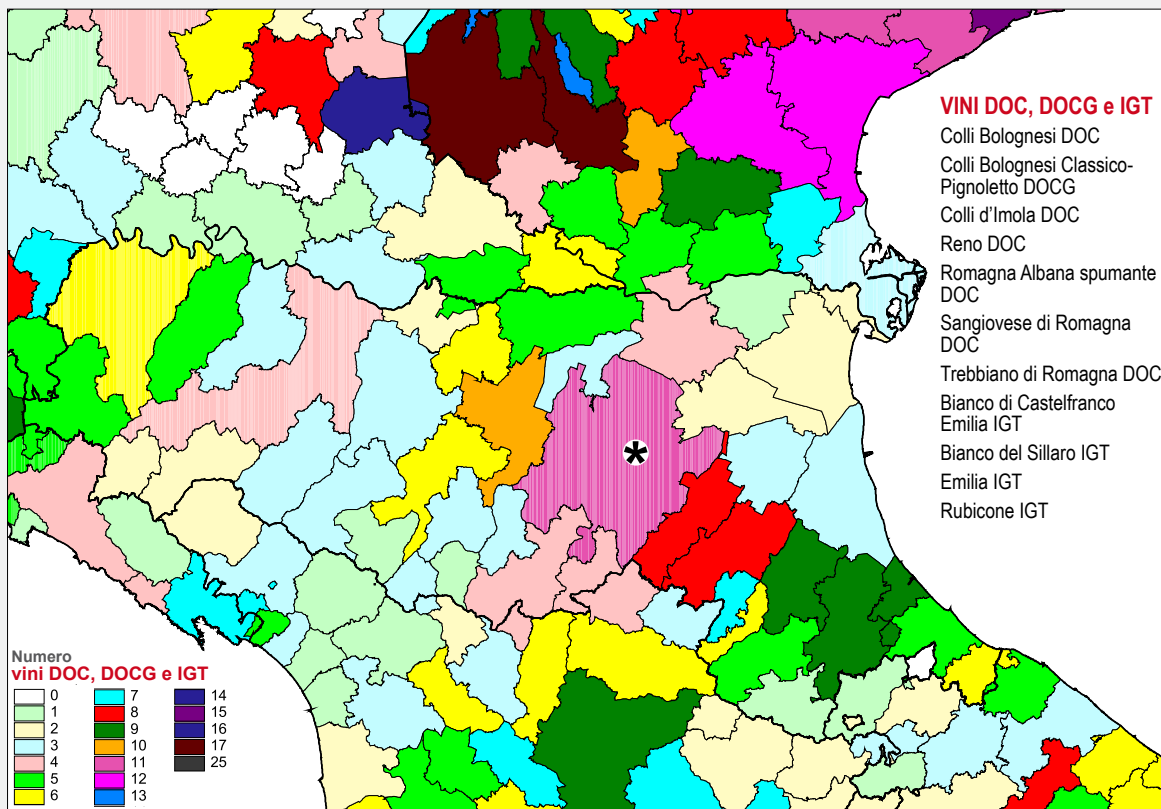 VINI DOC, DOCG e IGT
Colli Bolognesi DOC
Colli Bolognesi Classico-
Pignoletto DOCG
Colli d'Imola DOC
Reno DOC
Romagna Albana spumante
DOC
Sangiovese di Romagna
DOC
Trebbiano di Romagna DOC
Bianco di Castelfranco
Emilia IGT
Bianco del Sillaro IGT
Emilia IGT
Rubicone IGT
*
Numero
vini DOC, DOCG e IGT
0 7 14
1 8 15
2 9 16
3 10 17
4 11 25
5 12
6 13